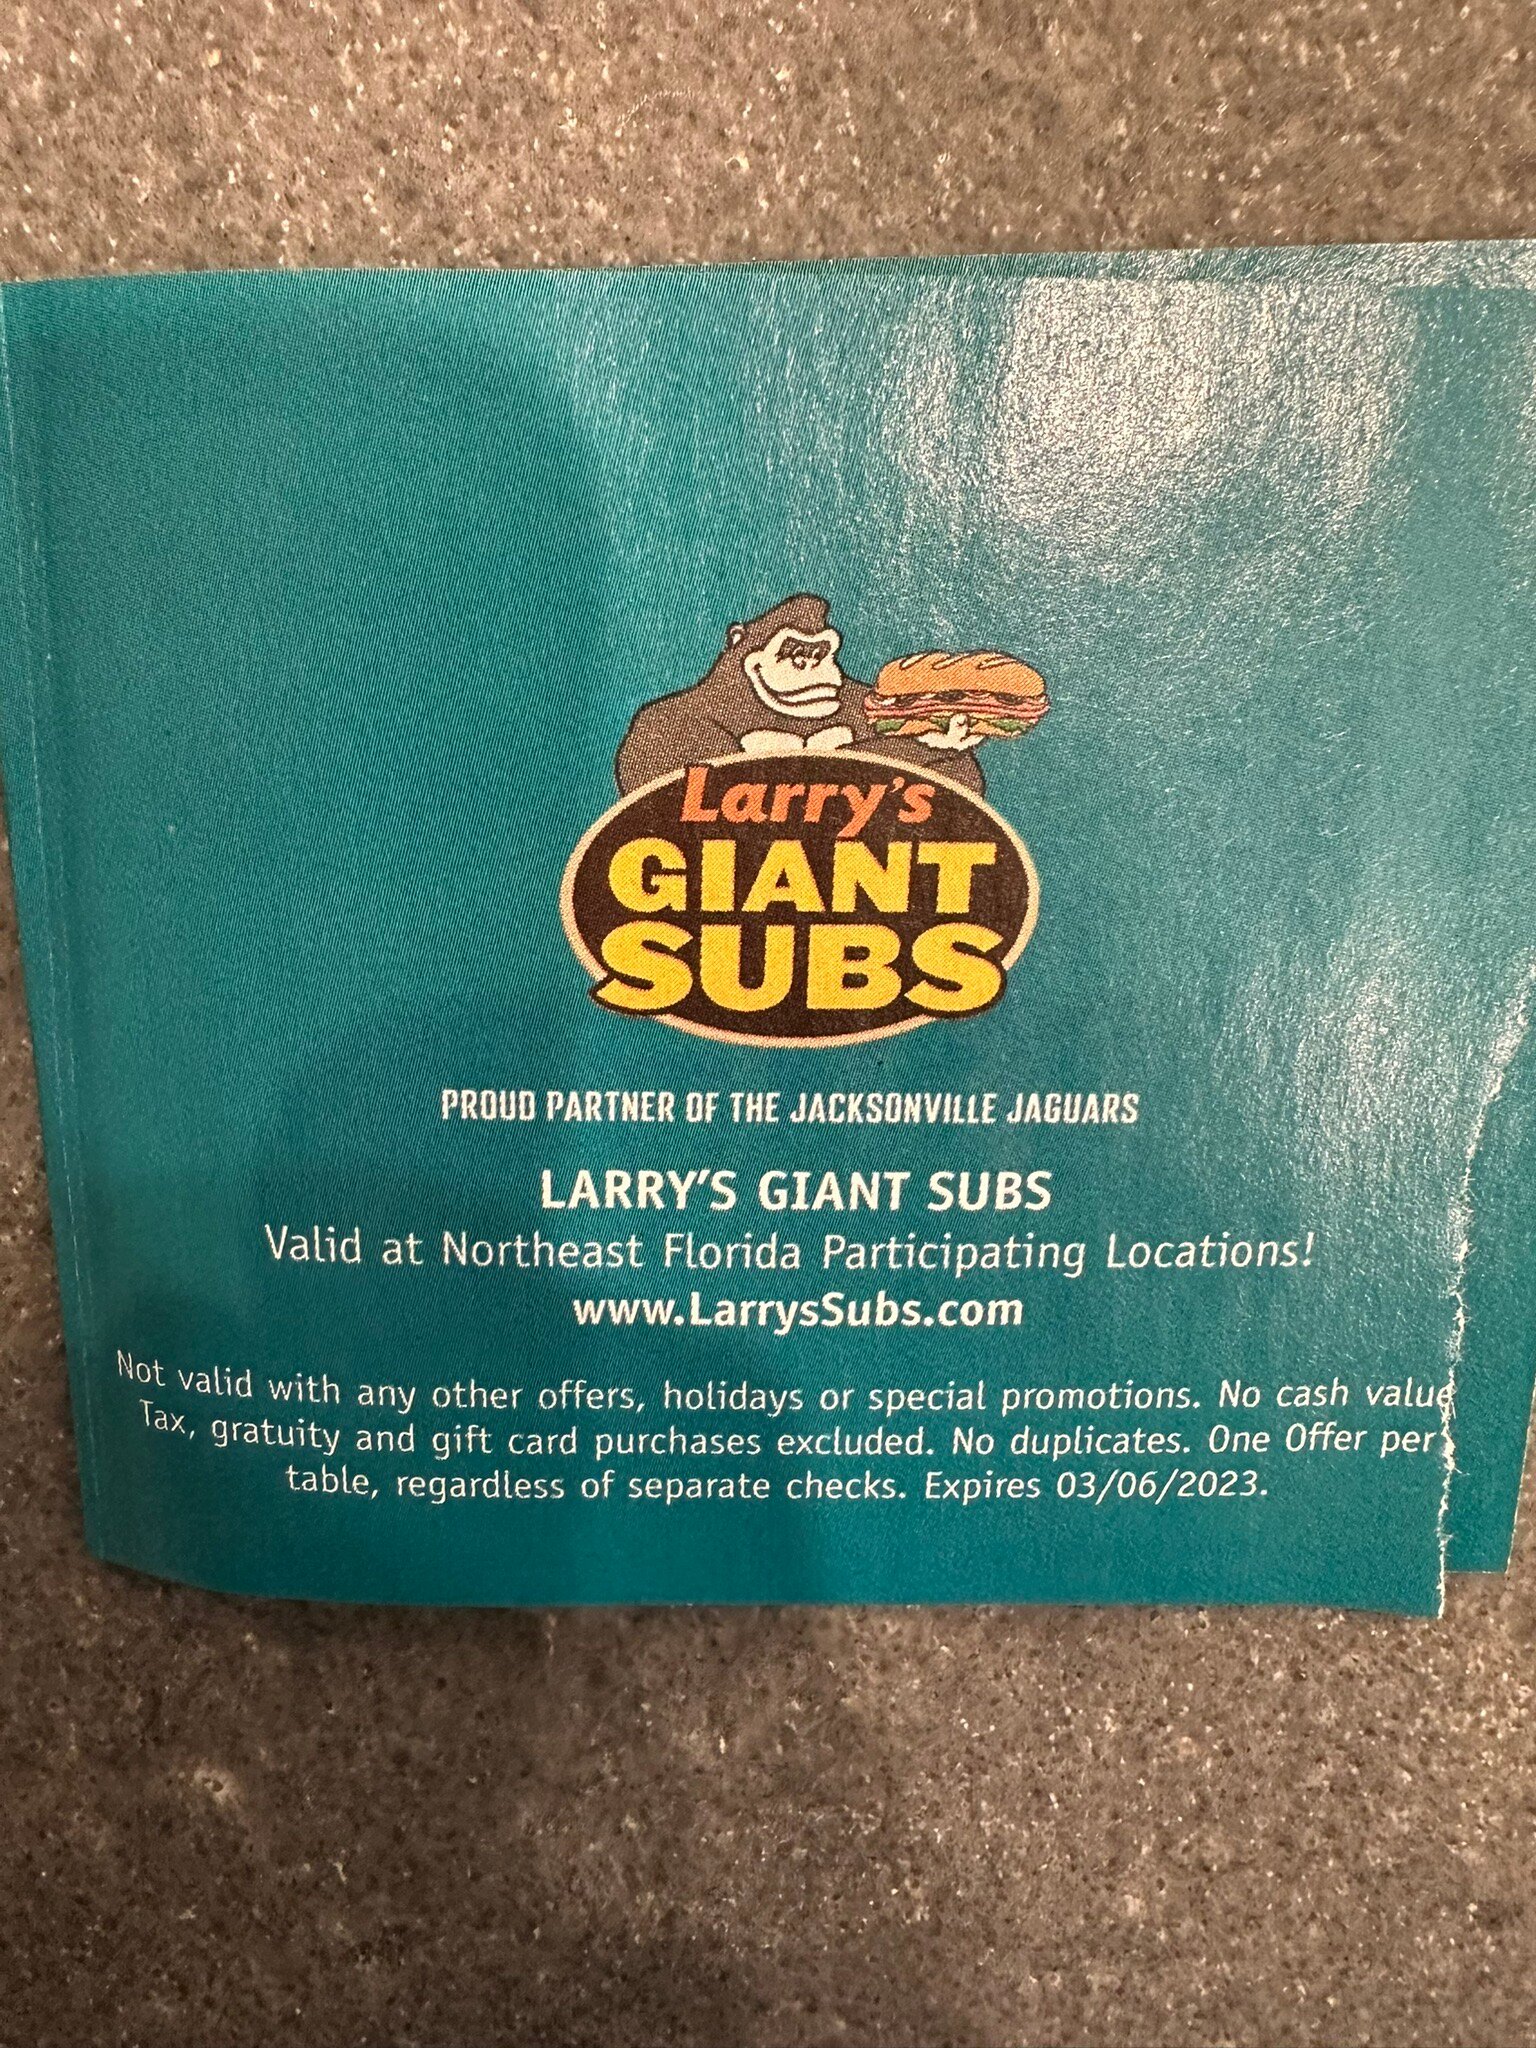 Larry's
GIANT
SUBS
PROUD PARTNER OF THE JACKSONVILLE JAGUARS
LARRY'S GIANT SUBS
Valid at Northeast Florida Participating Locations!
www.LarrysSubs.com
Not valid with any other offers, holidays or special promotions. No cash value
Tax, gratuity and gift card purchases excluded. No duplicates. One Offer per
table, regardless of separate checks. Expires 03/06/2023.